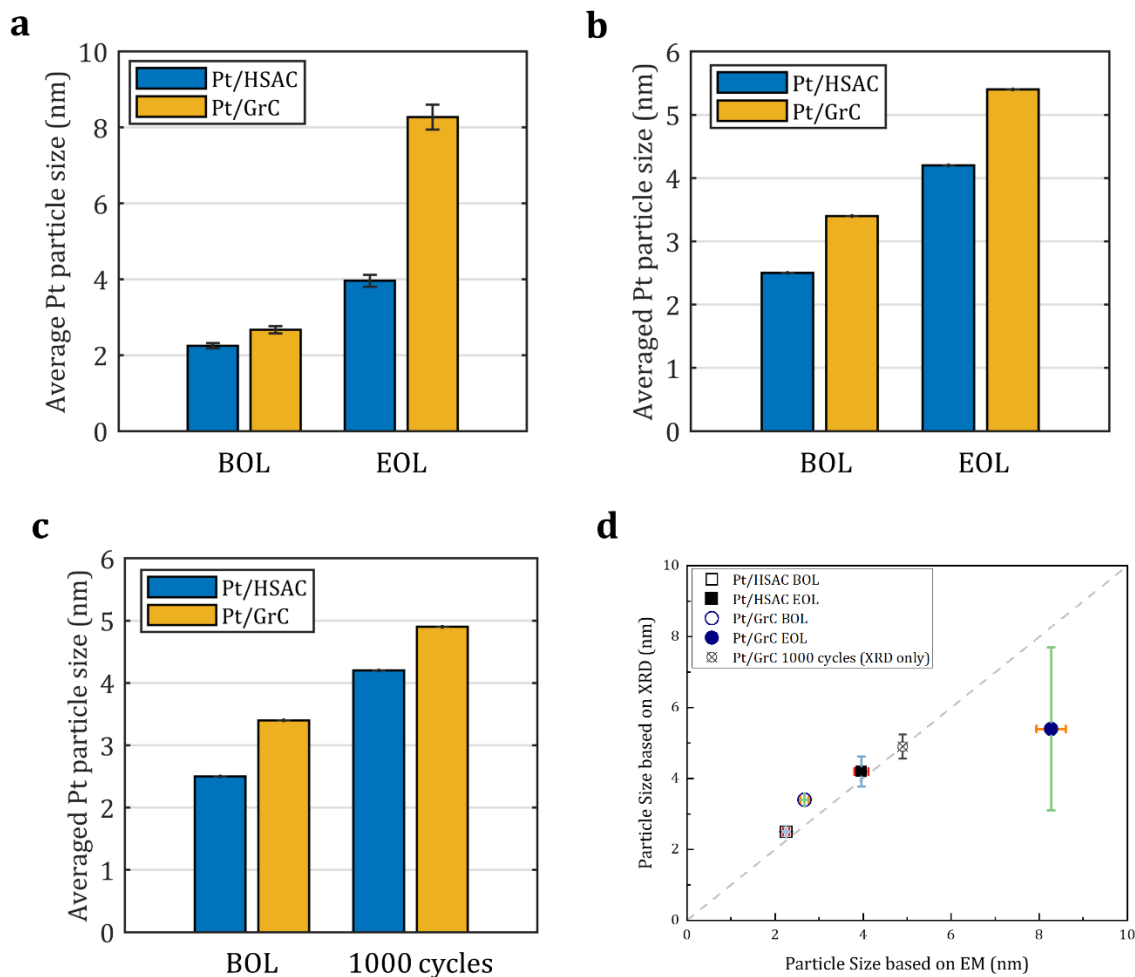 a
Average Pt particle size (nm)
10
8
6
4
2
0
Pt/HSAC
Pt/GrC
BOL
EOL
b
Averaged Pt particle size (nm)
6
5
4
3
2
1
0
Pt/HSAC
Pt/GrC
BOL
EOL
c
Averaged Pt particle size (nm)
6
5
4
3
2
1
0
Pt/HSAC
Pt/GrC
BOL
1000 cycles
d
Particle Size based on XRD (nm)
10
8
6
4
2
0
Pt/HSAC BOL
Pt/HSAC EOL
Pt/GrC BOL
Pt/GrC EOL
Pt/GrC 1000 cycles (XRD only)
0
2
4
6
8
10
Particle Size based on EM (nm)